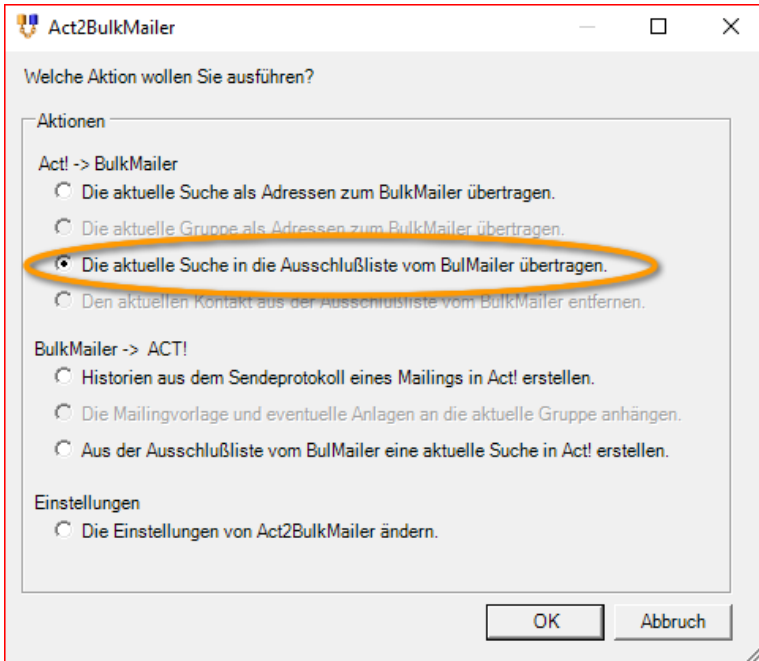 Act2BulkMailer
Welche Aktion wollen Sie ausführen?
Aktionen
Act! -> BulkMailer
Die aktuelle Suche als Adressen zum BulkMailer übertragen.
Die aktuelle Gruppe als Adressen zum BulkMailer übertragen.
Die aktuelle Suche in die Ausschlußliste vom BulMailer übertragen.
Den aktuellen Kontakt aus der Ausschlußliste vom BulkMailer entfernen.
BulkMailer -> ACT!
Historien aus dem Sendeprotokoll eines Mailings in Act! erstellen.
Die Mailingvorlage und eventuelle Anlagen an die aktuelle Gruppe anhängen.
Aus der Ausschlußliste vom BulMailer eine aktuelle Suche in Act! erstellen.
Einstellungen
Die Einstellungen von Act2BulkMailer ändern.
OK Abbruch